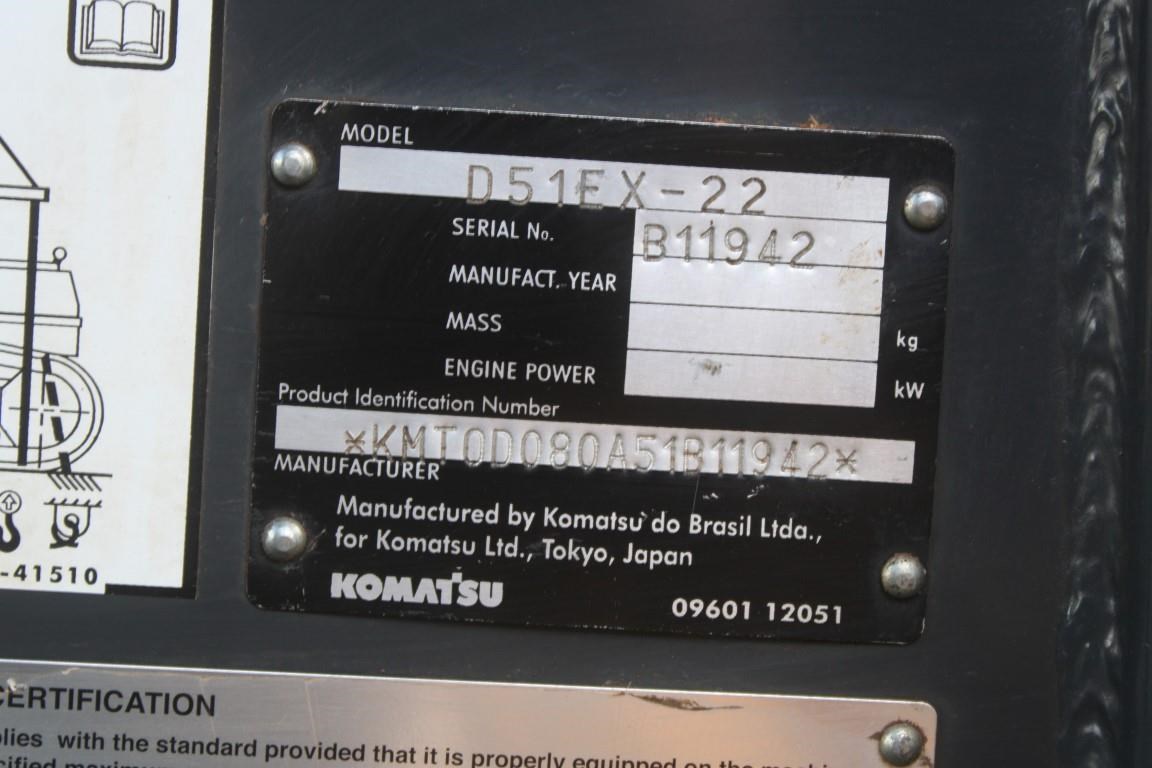 MODEL
D51EX-22
SERIAL No.
B11942
MANUFACT. YEAR
MASS
kg
ENGINE POWER
kW
Product Identification Number
*KMT0D080A51B11942*
MANUFACTURER
Manufactured by Komatsu do Brasil Ltda.,
for Komatsu Ltd., Tokyo, Japan
KOMATSU
09601 12051
-41510
CERTIFICATION
with the standard provided that it is properly equipped on the